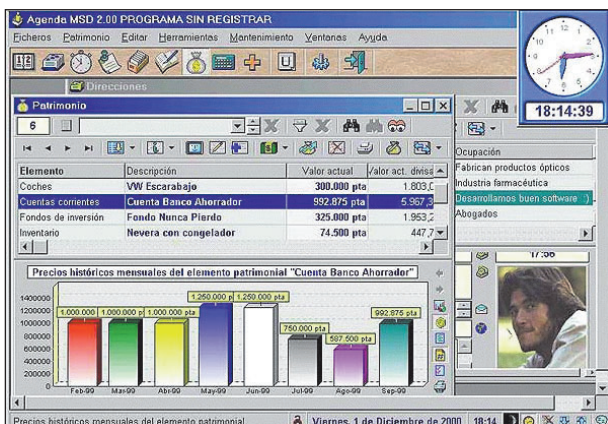 Agenda MSD 2.00 PROGRAMA SIN REGISTRAR
Ficheros Patrimonio Editar Herramientas Mantenimiento Ventanas Ayuda
18:14:39
Direcciones
Patrimonio
6
Elemento Descripción Valor actual Valor act. divisa
Coches VW Escarabajo 300.000 pta 1.803,0
Cuentas corrientes Cuenta Banco Ahorrador 992.875 pta 5.967,3
Fondos de inversión Fondo Nunca Pierdo 325.000 pta 1.953,2
Inventario Nevera con congelador 74.500 pta 447,7
Ocupación
Fabrican productos ópticos
Industria farmacéutica
Desarrollamos buen software :)
Abogados
17:06
Precios históricos mensuales del elemento patrimonial "Cuenta Banco Ahorrador"
1400000
1200000
1000000
800000
600000
400000
200000
0
1.000.000 1.000.000 p 1.000.000 pta 1.250.000 p 1.250.000 pta 750.000 pta 587.500 pta 992.875 pta
Feb-99 Mar-99 Abr-99 May-99 Jun-99 Jul-99 Ago-99 Sep-99
Precios históricos mensuales del elemento patrimonial Viernes, 1 de Diciembre de 2000 18:14